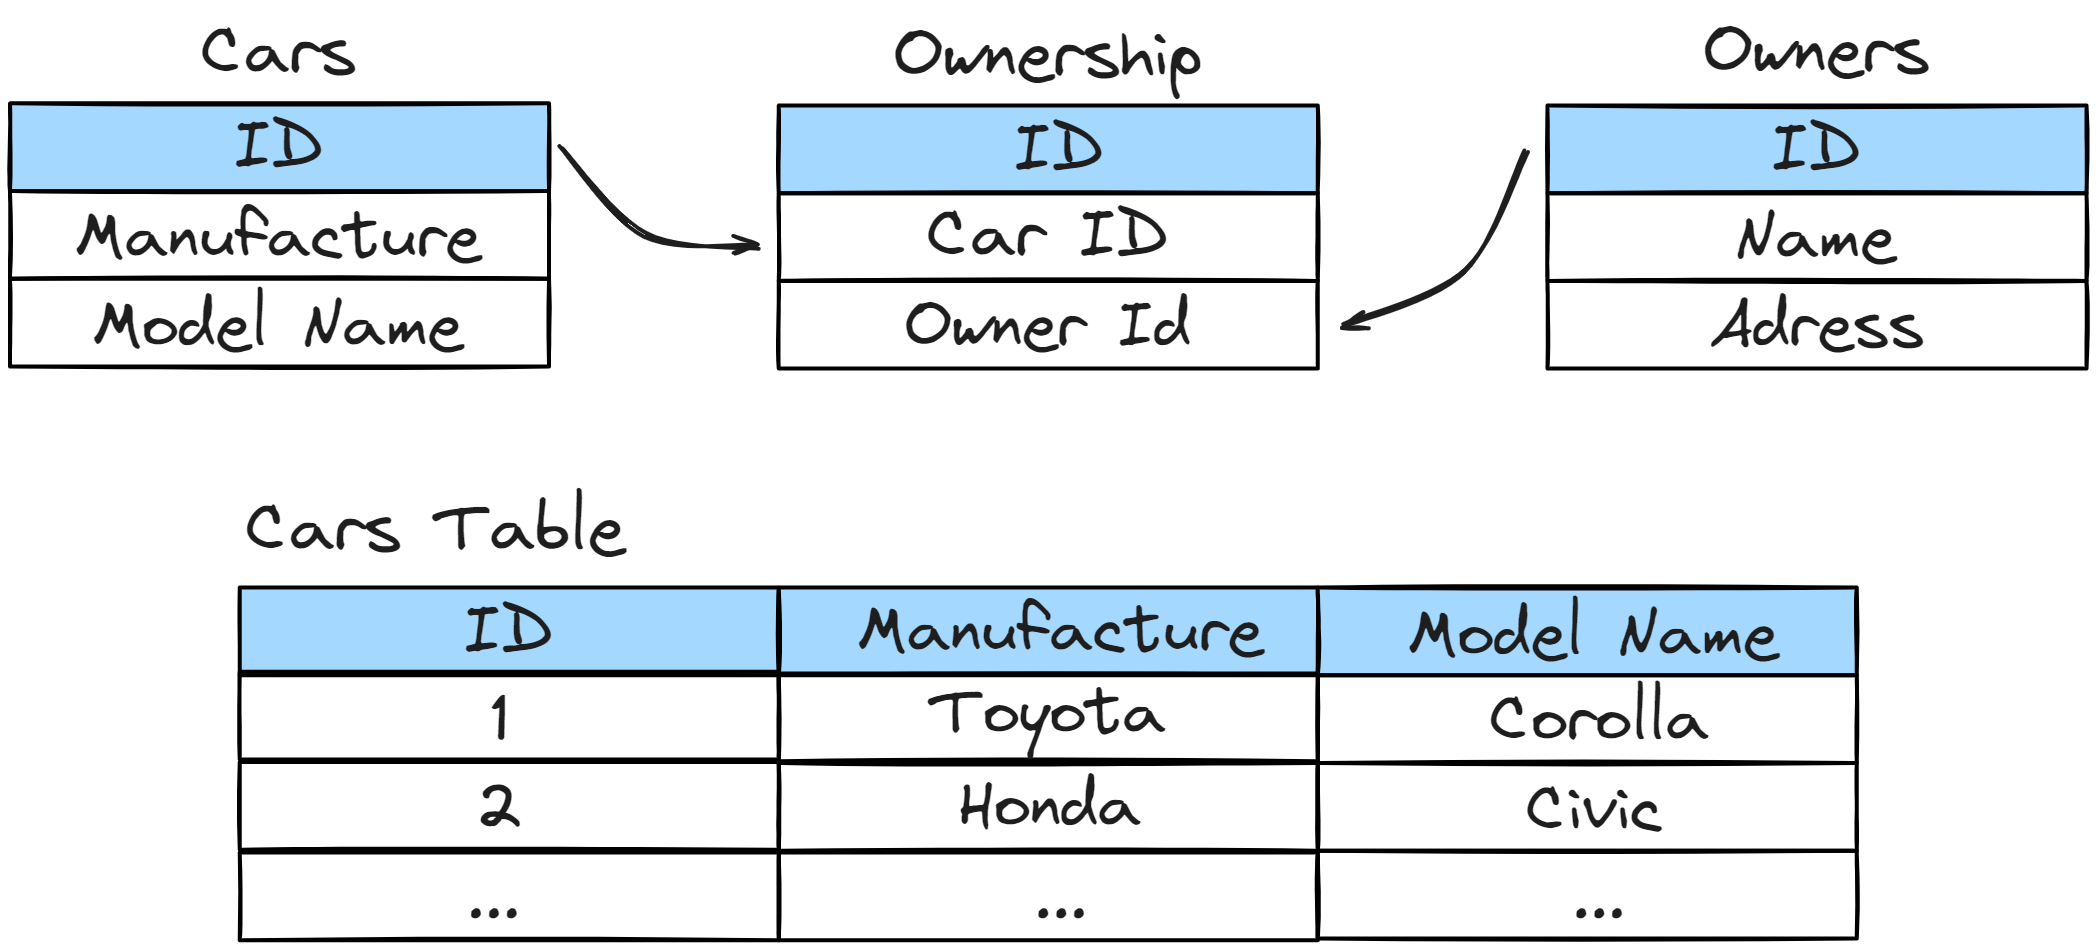 Cars
ID
Manufacture
Model Name
Ownership
ID
Car ID
Owner Id
Owners
ID
Name
Adress
Cars Table
ID Manufacture Model Name
1 Toyota Corolla
2 Honda Civic
... ... ...